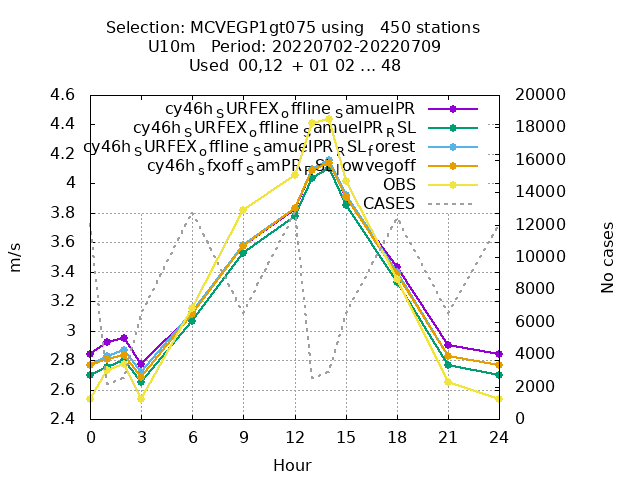 Selection: MCVEGP1gt075 using   450 stations
U10m   Period: 20220702-20220709
Used  00,12  + 01 02 ... 48
cy46h_SURFEX_offline_SamuelPR
cy46h_SURFEX_offline_SamuelPR_RSL
cy46h_SURFEX_offline_SamuelPR_RSL_forest
cy46h_sfxoff_SamPR_RSL_lowvegoff
OBS
CASES
4.6
4.4
4.2
4
3.8
3.6
3.4
3.2
3
2.8
2.6
2.4
m/s
20000
18000
16000
14000
12000
10000
8000
6000
4000
2000
0
No cases
0 3 6 9 12 15 18 21 24
Hour